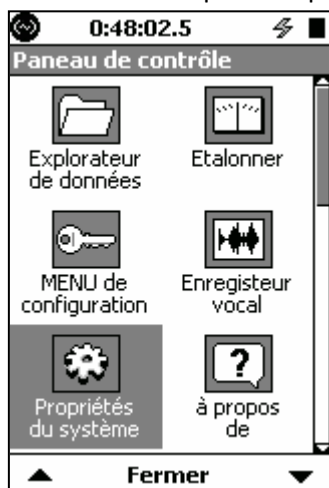 0:48:02.5
Paneau de contrôle
Explorateur
de données
Etalonner
MENU de
configuration
Enregisteur
vocal
Propriétés
du système
à propos
de
Fermer